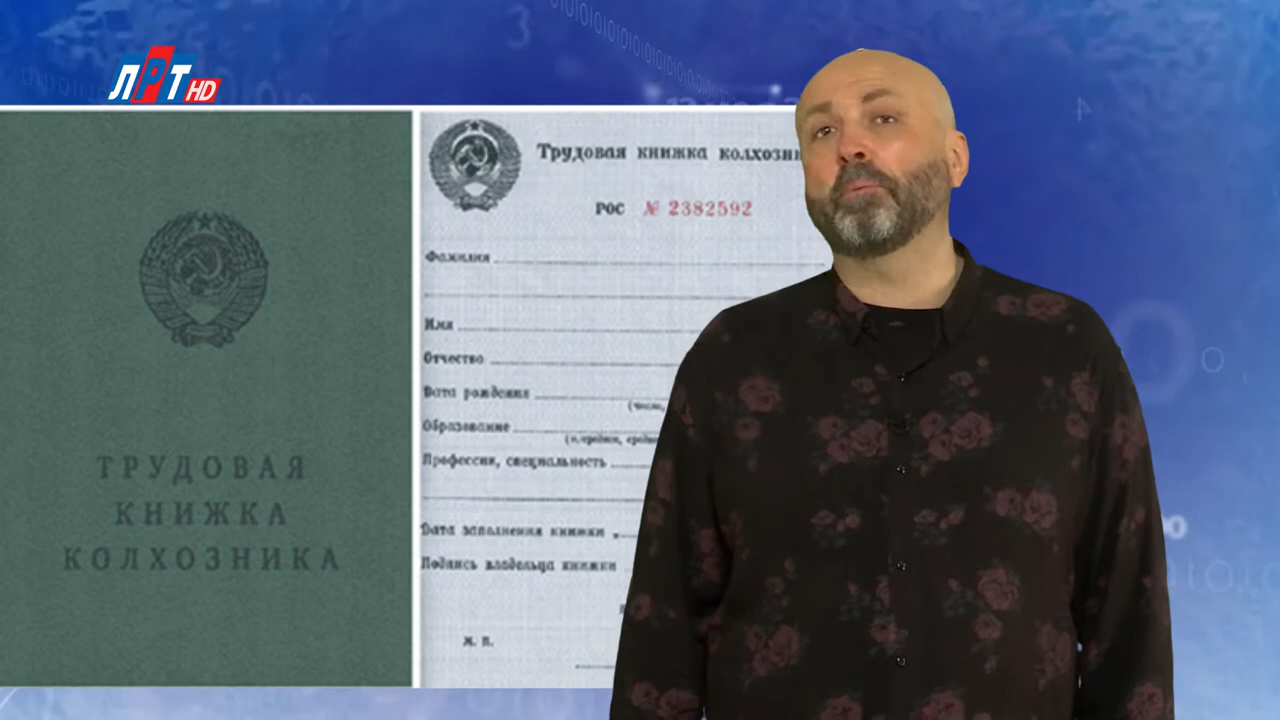 ЛРТ HD
ТРУДОВАЯ
КНИЖКА
КОЛХОЗНИКА
Трудовая книжка
РОС № 2382592
Фамилия
Имя
Отчество
Дата рождения
Образование
Профессия, специальность
Дата заполнения книжки
Подпись владельца книжки
М. П.